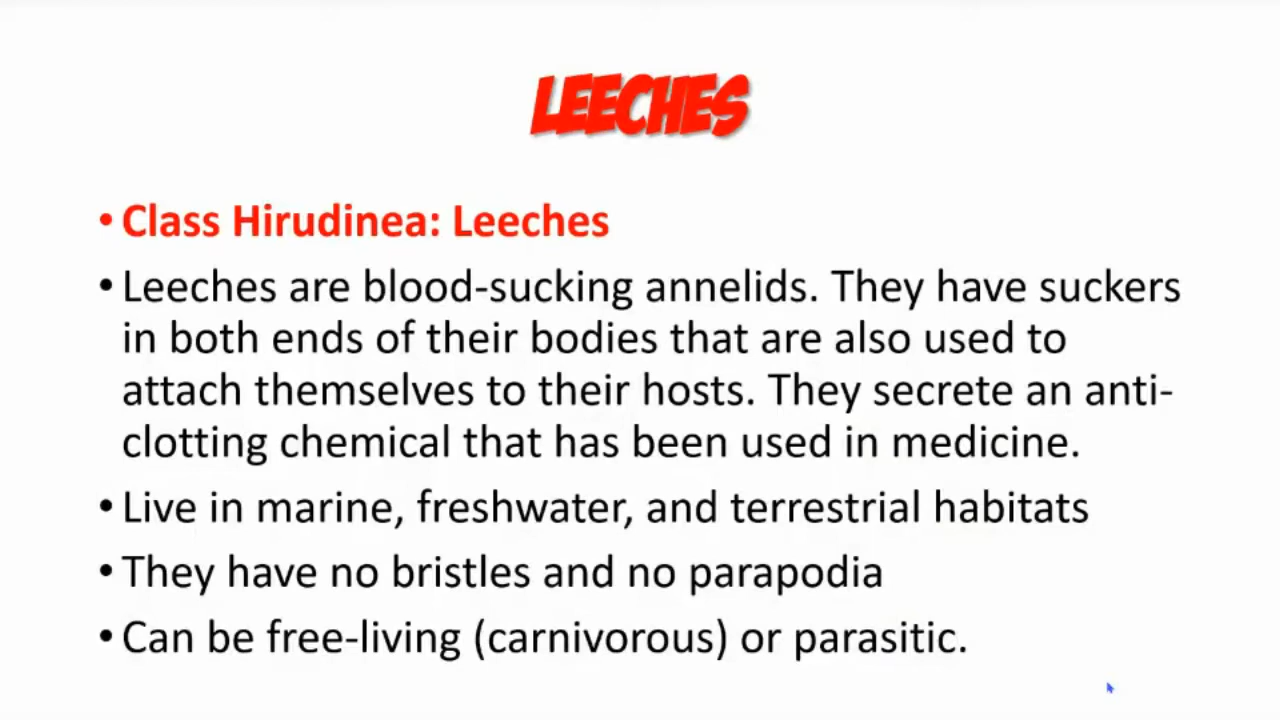 LEECHES
• Class Hirudinea: Leeches
• Leeches are blood-sucking annelids. They have suckers
in both ends of their bodies that are also used to
attach themselves to their hosts. They secrete an anti-
clotting chemical that has been used in medicine.
• Live in marine, freshwater, and terrestrial habitats
• They have no bristles and no parapodia
• Can be free-living (carnivorous) or parasitic.